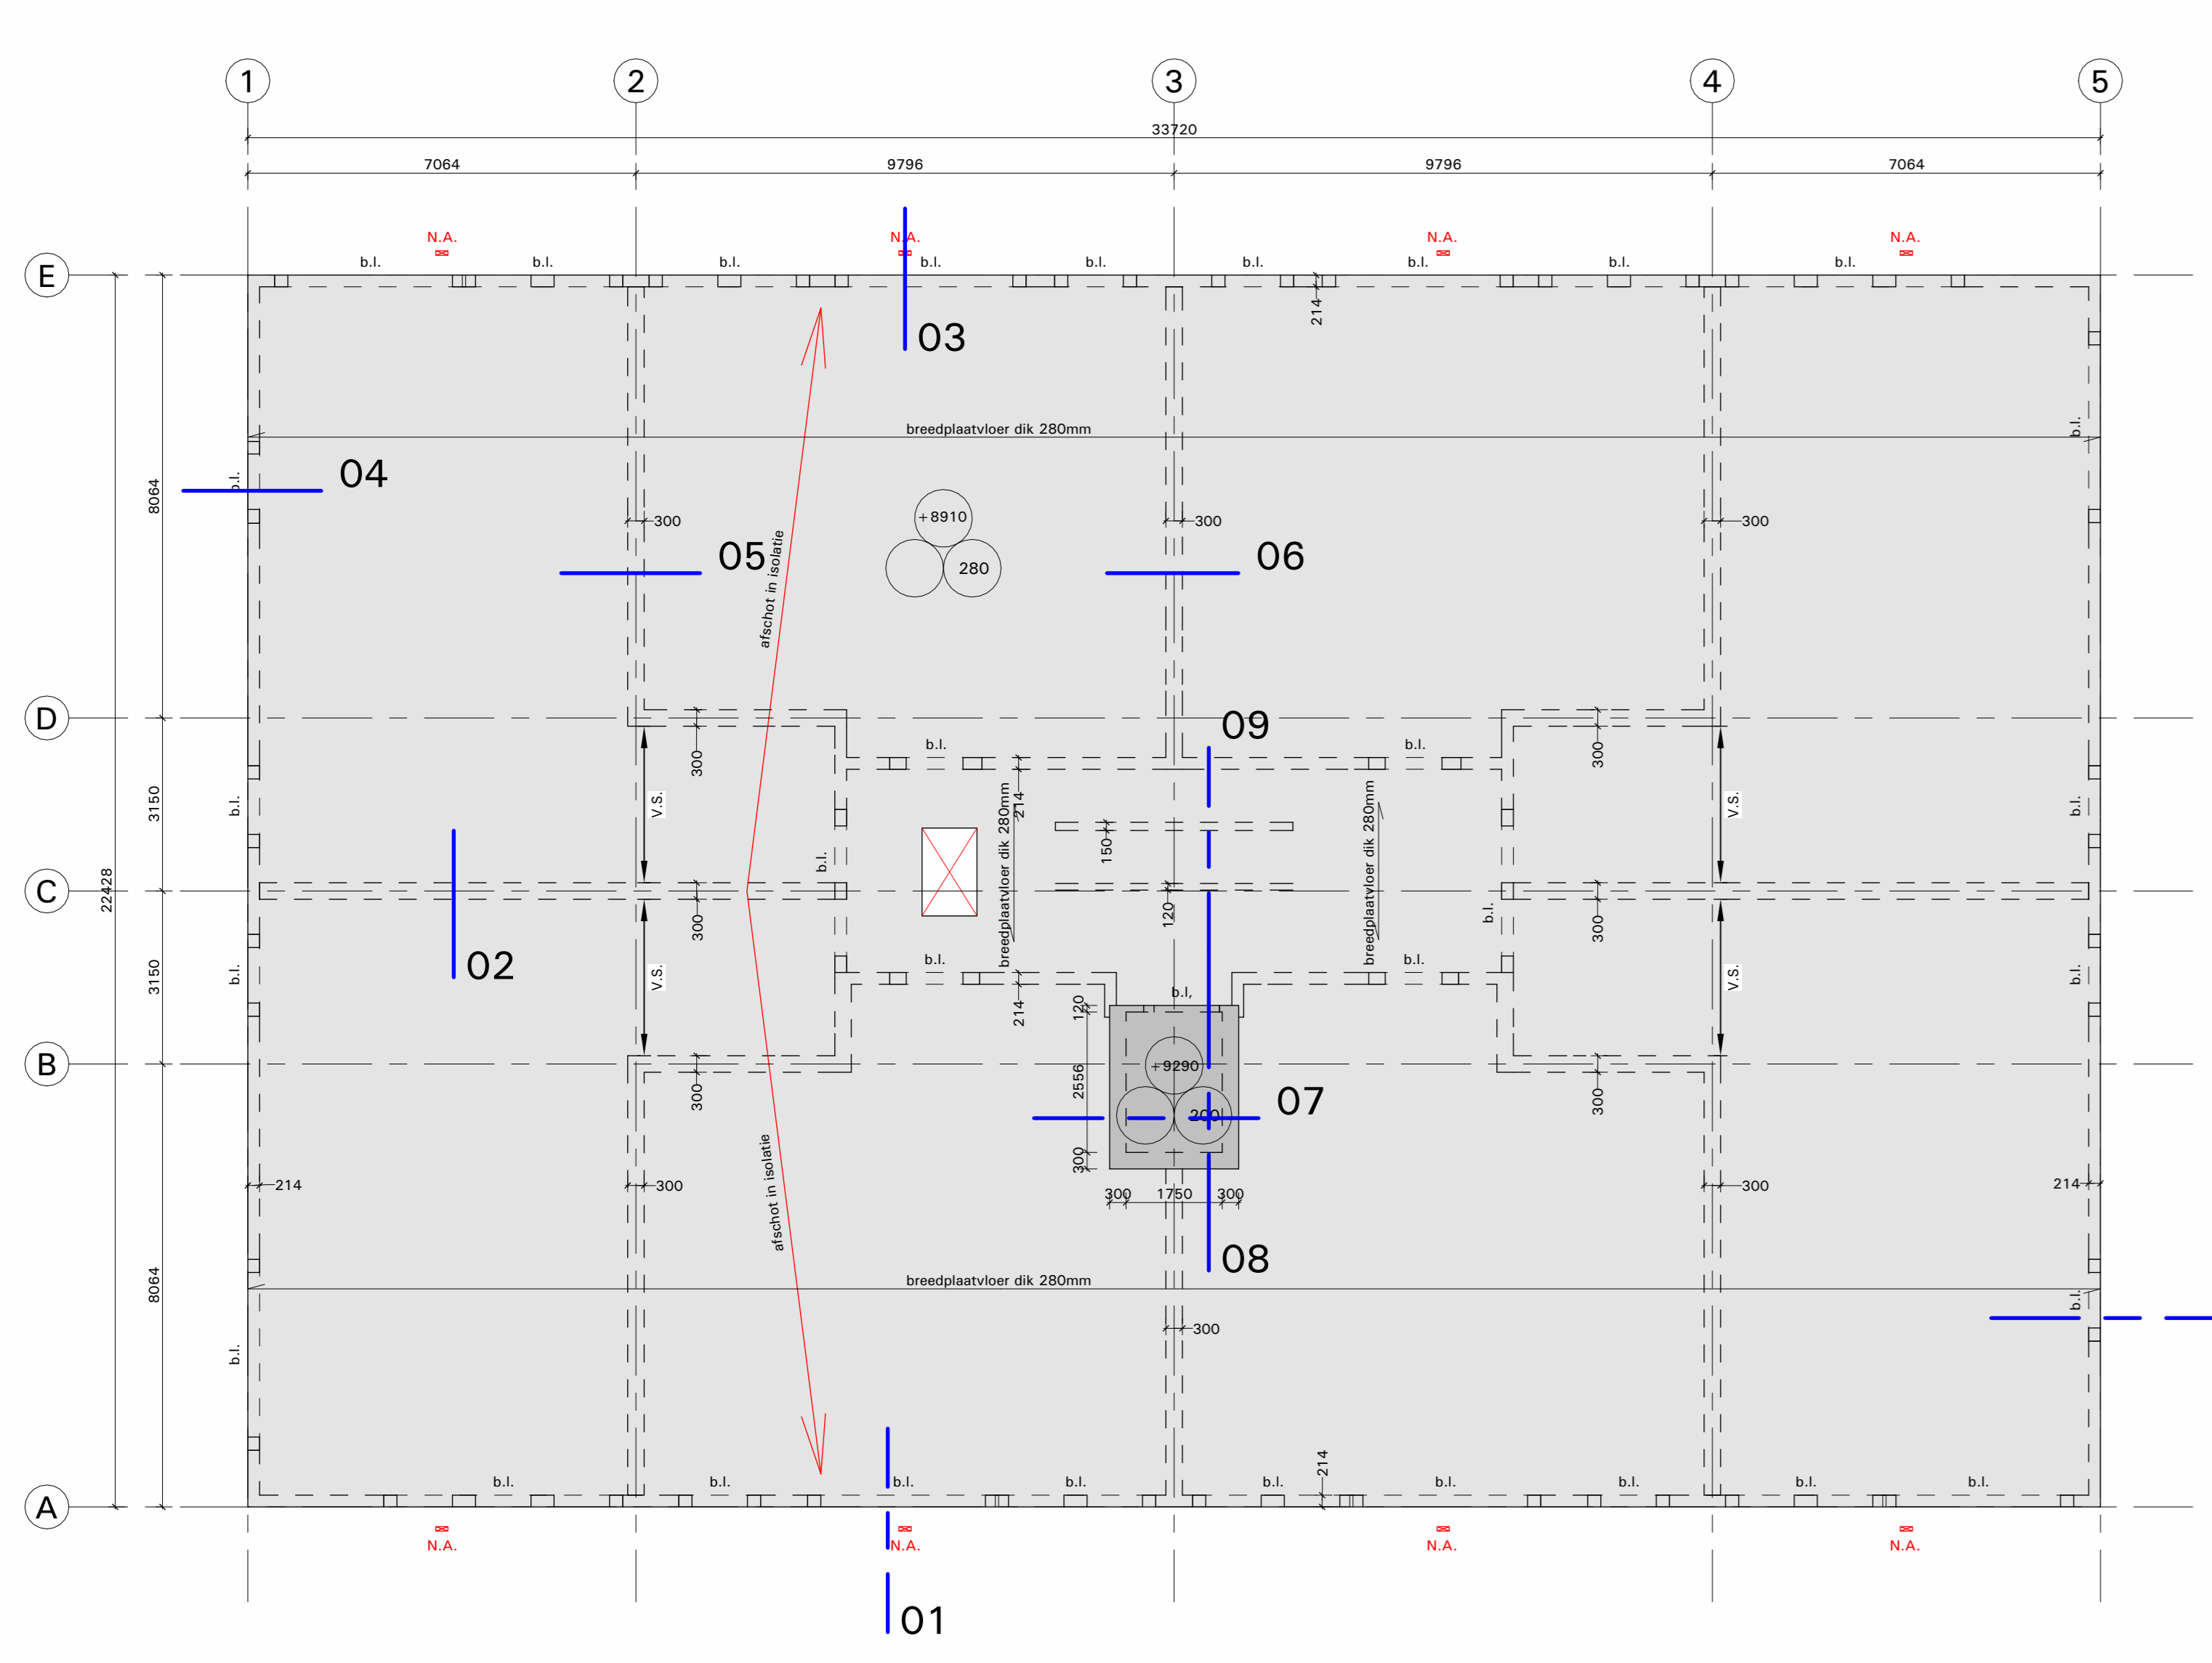 1
2
3
4
5
33720
7064
9796
9796
7064
N.A.
N.A.
N.A.
N.A.
E
b.l.
b.l.
b.l.
b.l.
b.l.
b.l.
b.l.
b.l.
b.l.
214
03
breedplaatvloer dik 280mm
b.l.
04
b.l.
8064
300
+8910
300
300
05
280
06
afschot in isolatie
D
09
300
b.l.
b.l.
300
3150
b.l.
V.S.
214
breedplaatvloer dik 280mm
150
breedplaatvloer dik 280mm
V.S.
b.l.
b.l.
C
22428
300
120
b.l.
300
02
3150
b.l.
V.S.
b.l.
b.l.
V.S.
b.l.
214
120
b.l,
B
300
2556
+9290
300
07
200
300
afschot in isolatie
214
300
300
1750
300
300
214
08
8064
breedplaatvloer dik 280mm
b.l.
300
b.l.
214
b.l.
b.l.
b.l.
b.l.
b.l.
b.l.
b.l.
b.l.
b.l.
A
N.A.
N.A.
N.A.
N.A.
01